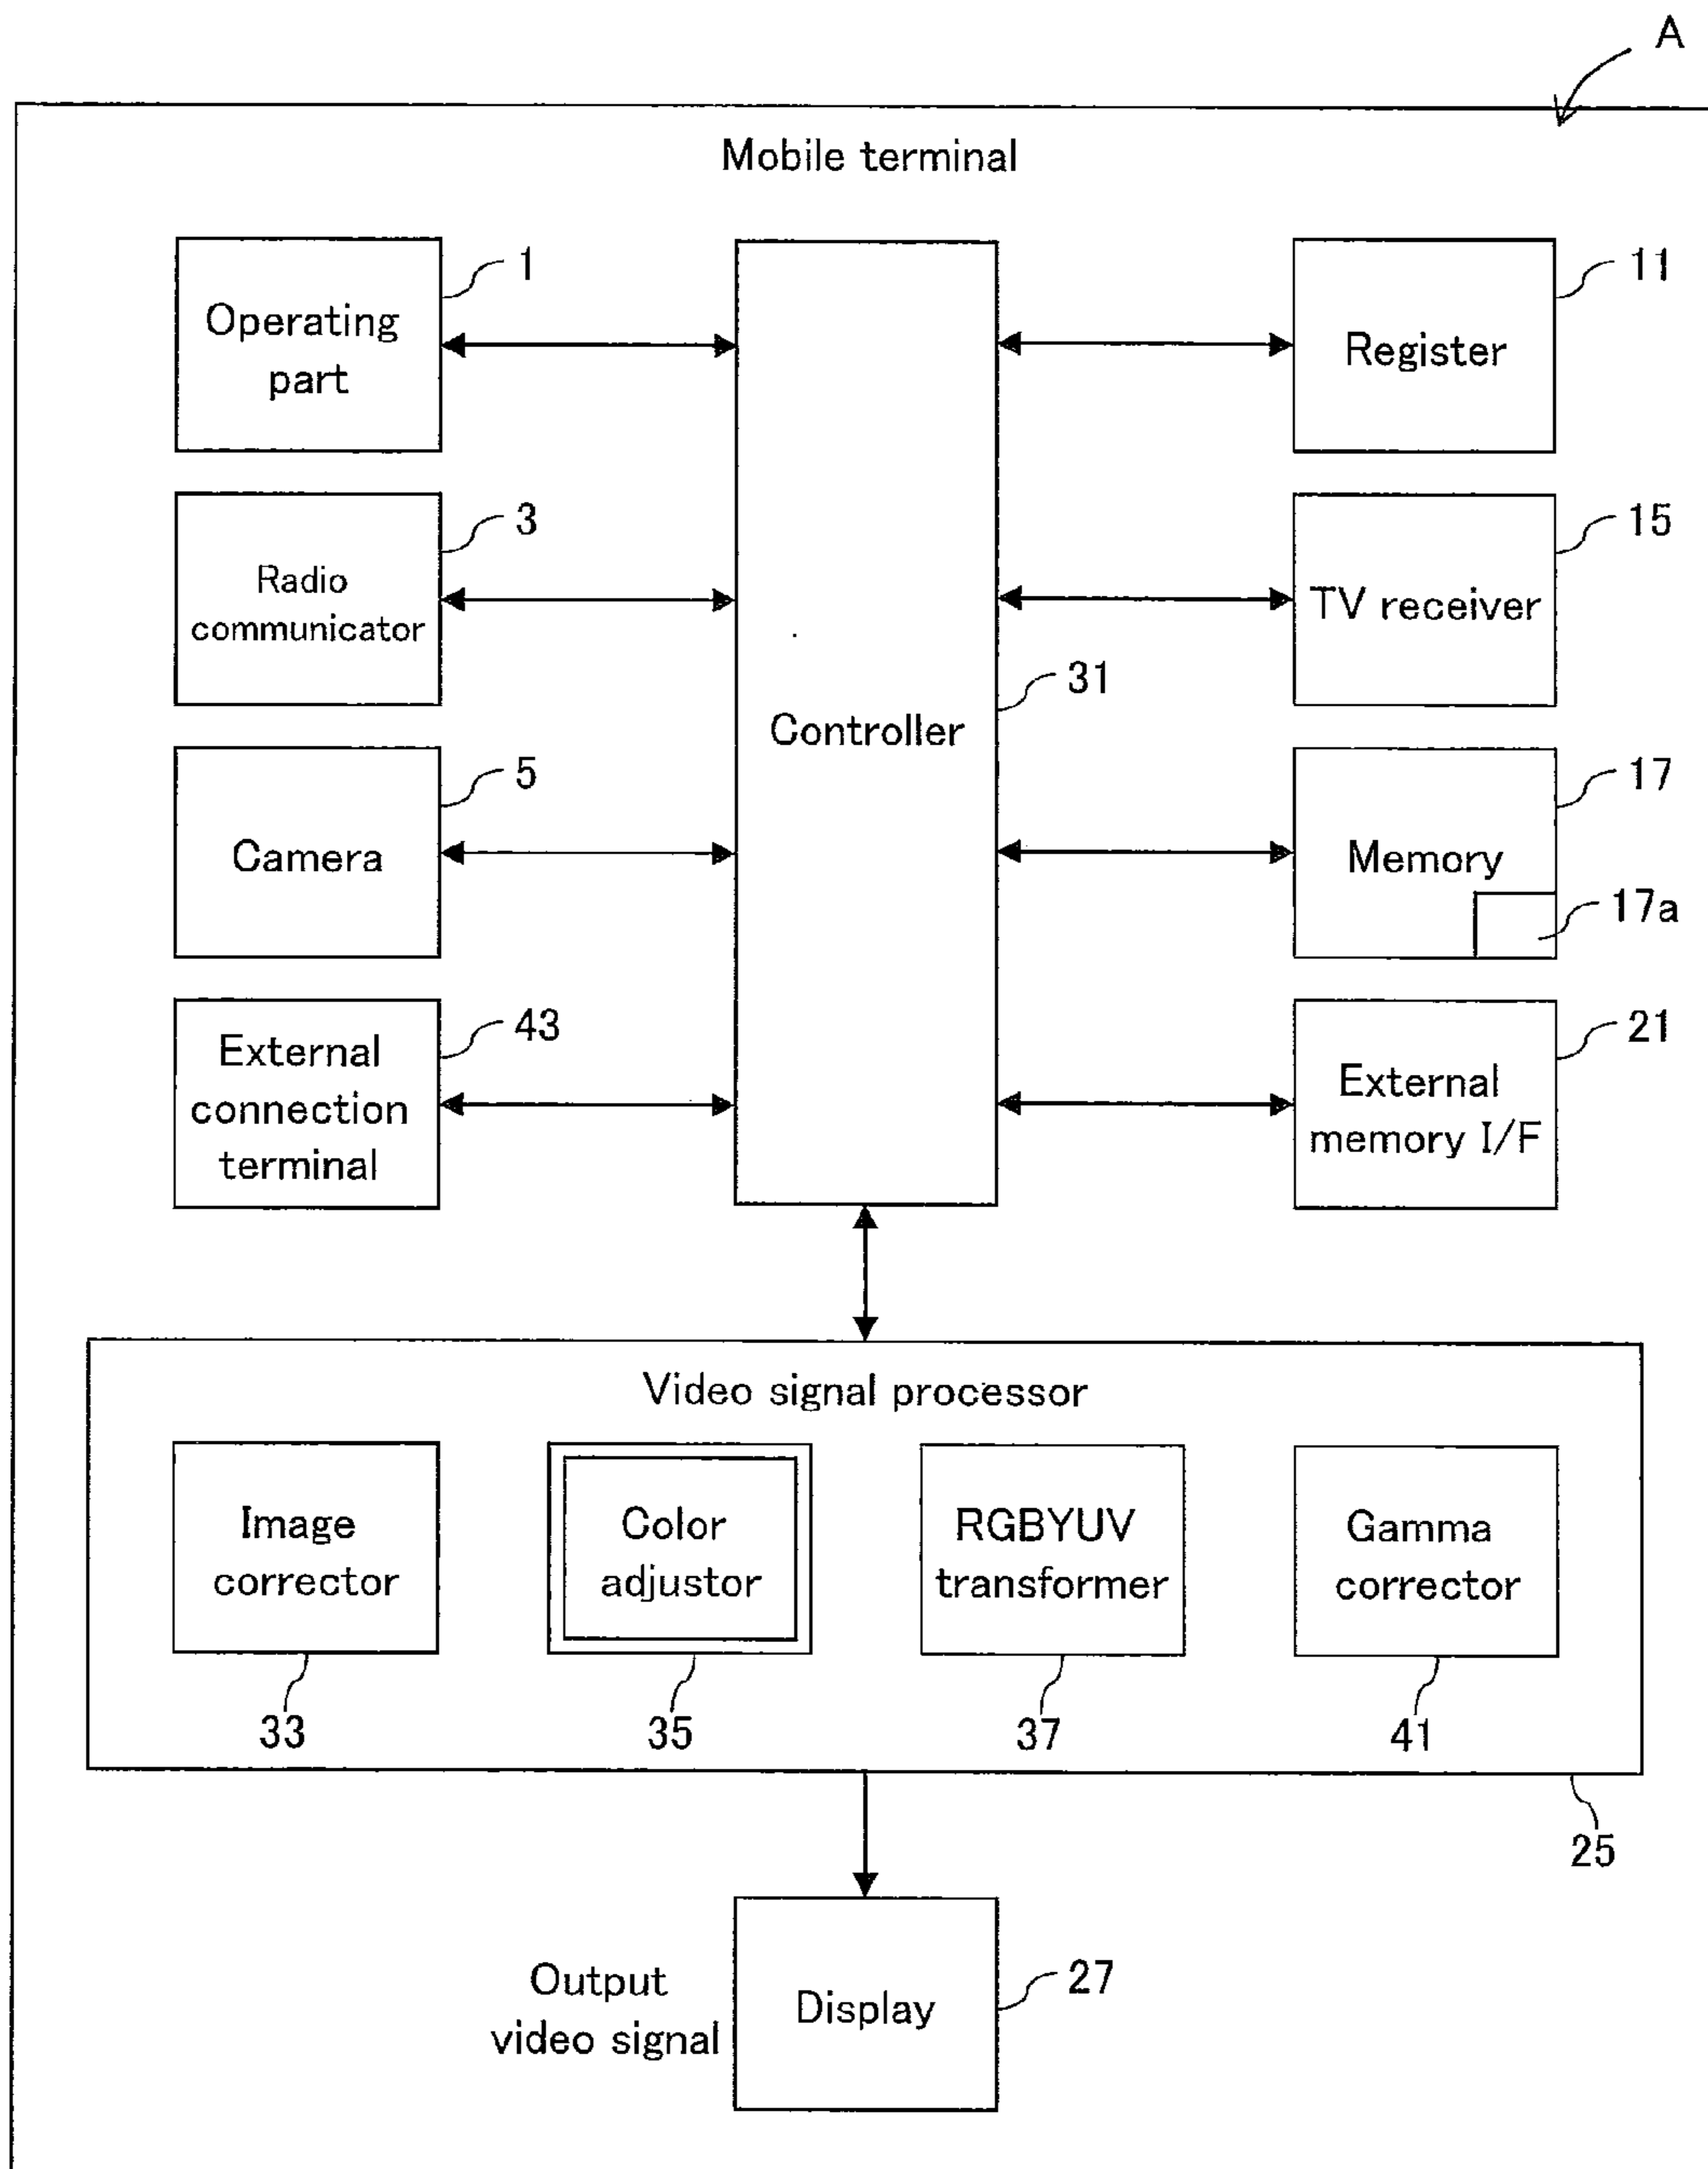 A
Mobile terminal
1
Operating
part
11
Register
3
Radio
communicator
15
TV receiver
31
Controller
5
Camera
17
Memory
17a
43
External
connection
terminal
21
External
memory I/F
Video signal processor
Image
corrector
Color
adjustor
RGBYUV
transformer
Gamma
corrector
33
35
37
41
25
Output
video signal
Display
27